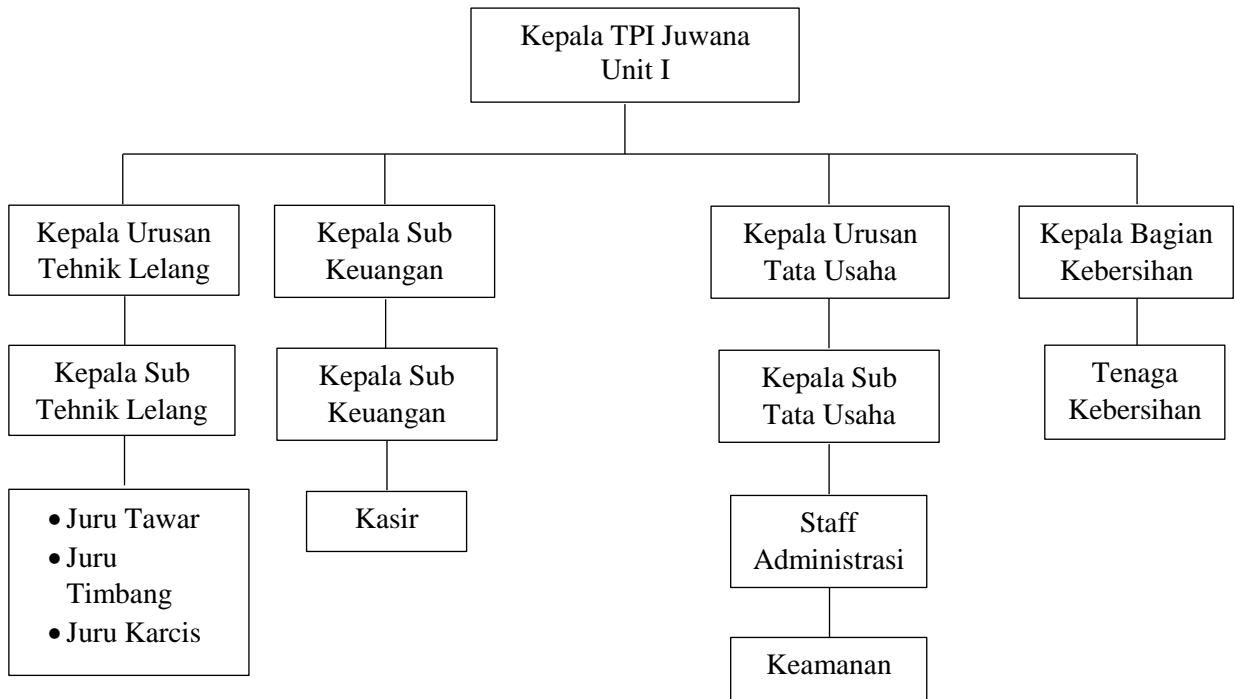 Kepala TPI Juwana
Unit I
Kepala Urusan
Tehnik Lelang
Kepala Sub
Keuangan
Kepala Urusan
Tata Usaha
Kepala Bagian
Kebersihan
Kepala Sub
Tehnik Lelang
Kepala Sub
Keuangan
Kepala Sub
Tata Usaha
Tenaga
Kebersihan
• Juru Tawar
• Juru
Timbang
• Juru Karcis
Kasir
Staff
Administrasi
Keamanan